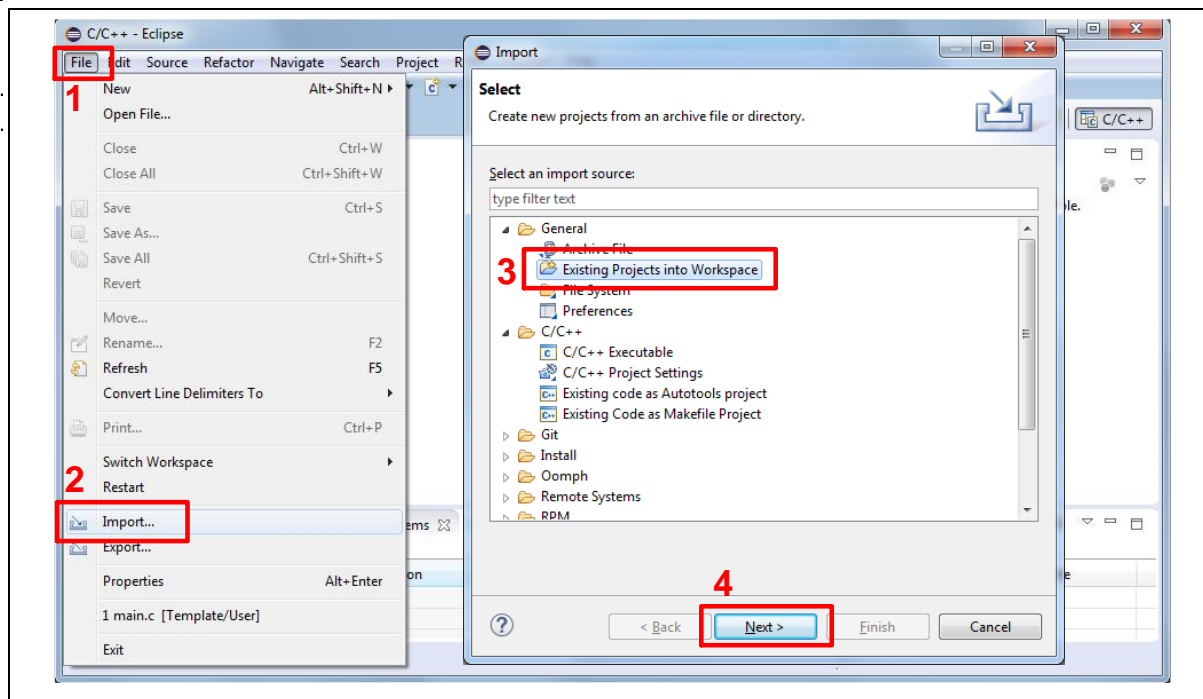 C/C++ - Eclipse
File Edit Source Refactor Navigate Search Project
1
New Alt+Shift+N
Open File...
Close Ctrl+W
Close All Ctrl+Shift+W
Save Ctrl+S
Save As...
Save All Ctrl+Shift+S
Revert
Move...
Rename... F2
Refresh F5
Convert Line Delimiters To
Print... Ctrl+P
Switch Workspace
2
Restart
Import...
Export...
Properties Alt+Enter
1 main.c [Template/User]
Exit
ems
on
Import
Select
Create new projects from an archive file or directory.
Select an import source:
type filter text
General
Archive File
3
Existing Projects into Workspace
File System
Preferences
C/C++
C/C++ Executable
C/C++ Project Settings
Existing code as Autotools project
Existing Code as Makefile Project
Git
Install
Oomph
Remote Systems
RPM
4
? < Back Next > Finish Cancel
C/C++
ple.
e